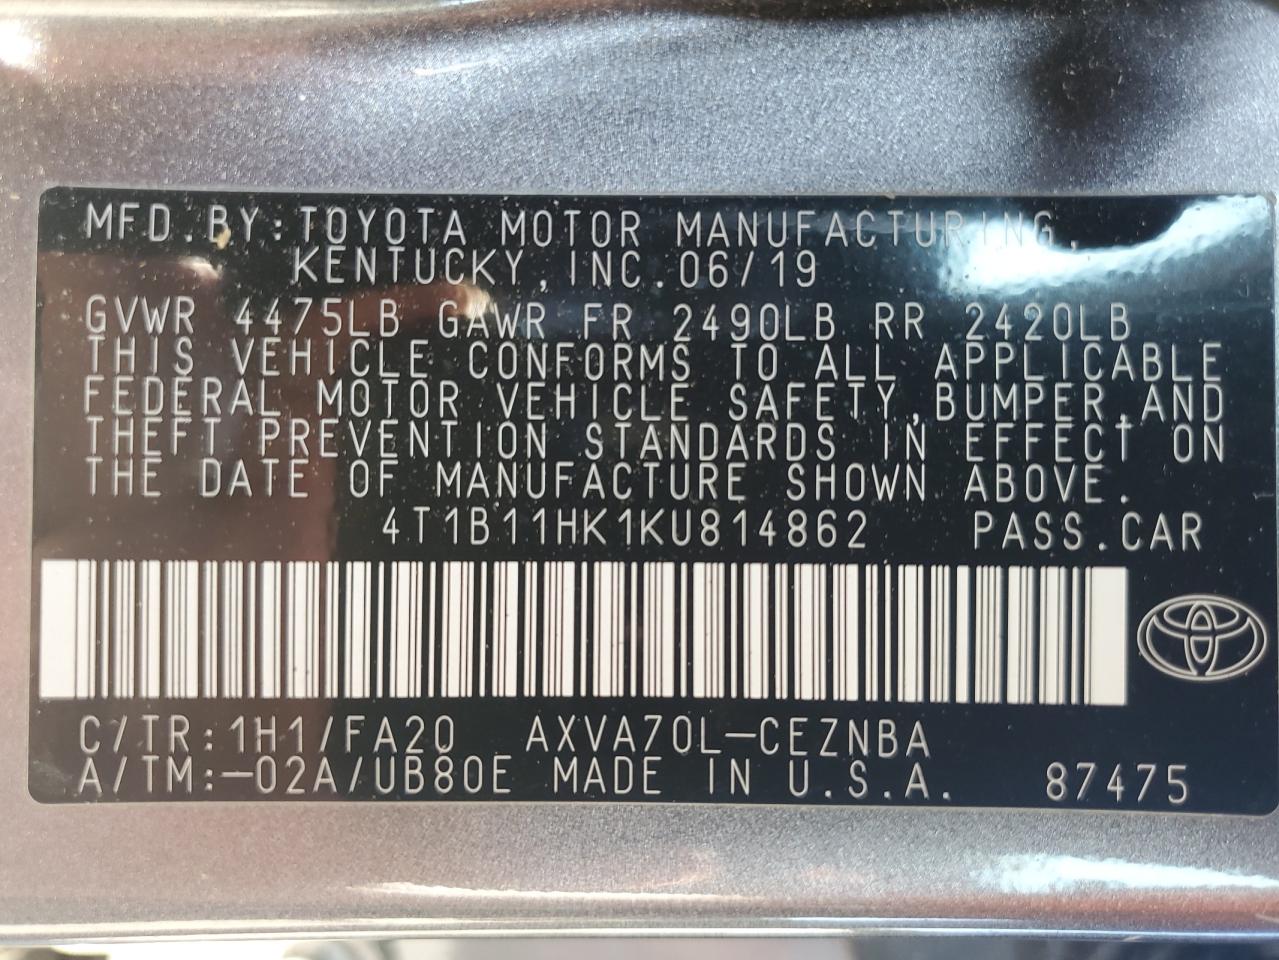 MFD.BY:TOYOTA MOTOR MANUFACTURING,
KENTUCKY,INC.06/19
GVWR 4475LB GAWR FR 2490LB RR 2420LB
THIS VEHICLE CONFORMS TO ALL APPLICABLE
FEDERAL MOTOR VEHICLE SAFETY,BUMPER,AND
THEFT PREVENTION STANDARDS IN EFFECT ON
THE DATE OF MANUFACTURE SHOWN ABOVE.
4T1B11HK1KU814862 PASS.CAR
C/TR:1H1/FA20 AXVA70L-CEZNBA
A/TM:-02A/UB80E MADE IN U.S.A. 87475